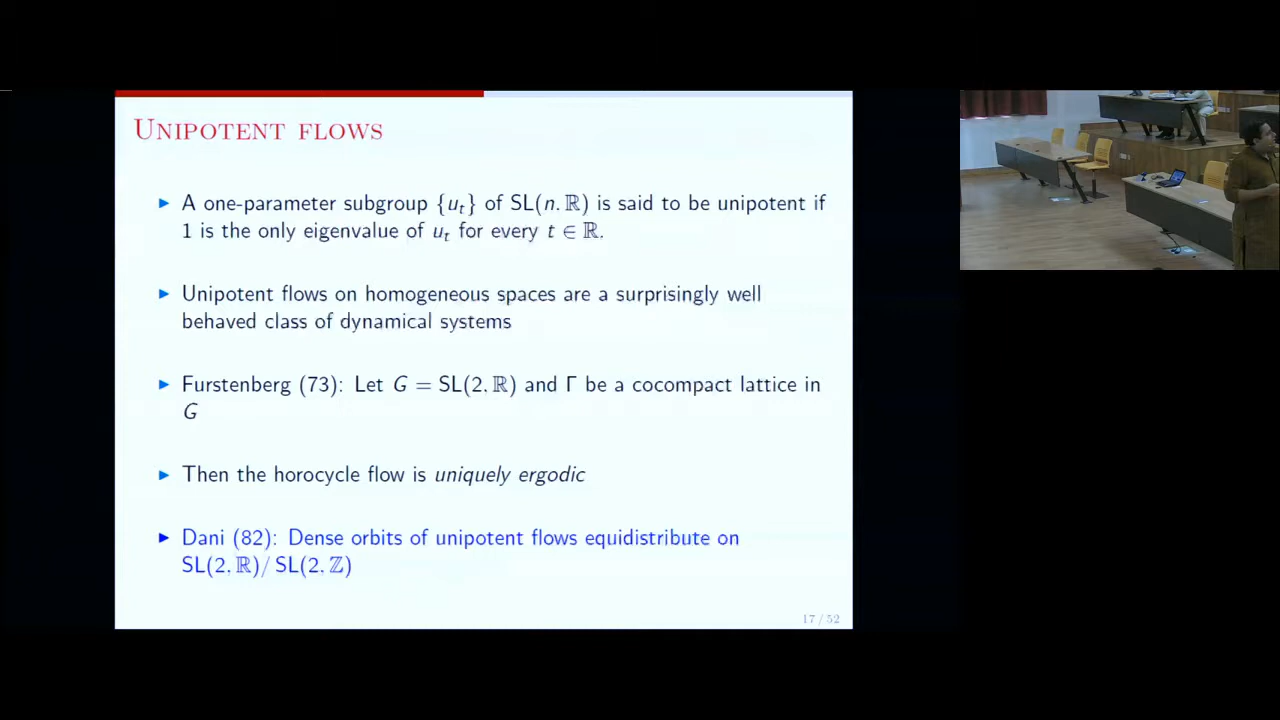 UNIPOTENT FLOWS
▶ A one-parameter subgroup {u_t} of SL(n, ℝ) is said to be unipotent if
1 is the only eigenvalue of u_t for every t ∈ ℝ.
▶ Unipotent flows on homogeneous spaces are a surprisingly well
behaved class of dynamical systems
▶ Furstenberg (73): Let G = SL(2, ℝ) and Γ be a cocompact lattice in
G
▶ Then the horocycle flow is uniquely ergodic
▶ Dani (82): Dense orbits of unipotent flows equidistribute on
SL(2, ℝ)/ SL(2, ℤ)
17 / 52